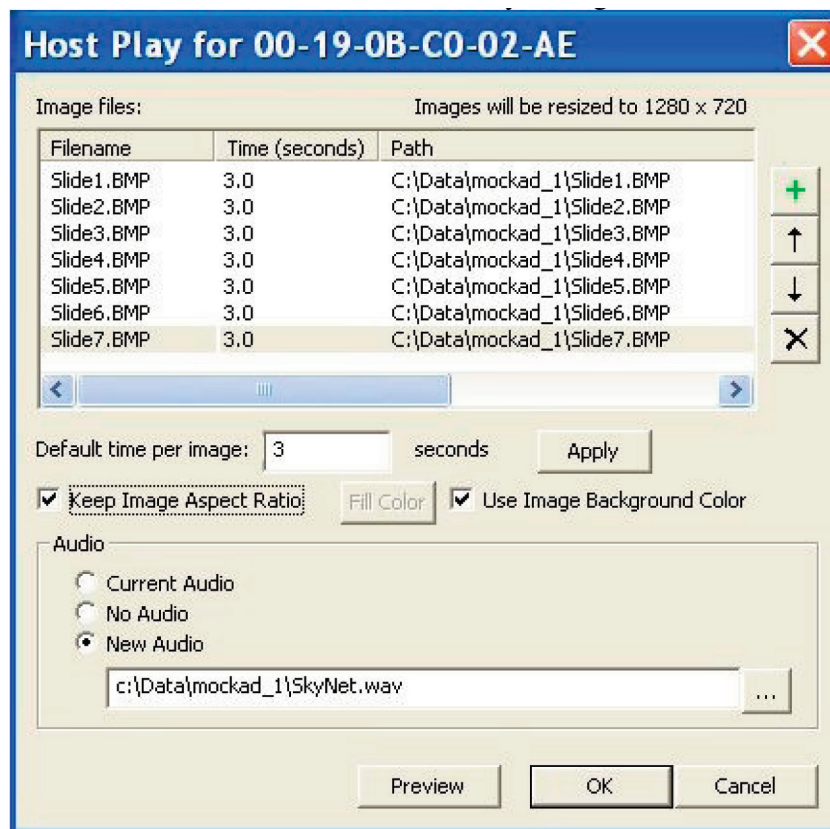 Host Play for 00-19-0B-C0-02-AE
Image files: Images will be resized to 1280 x 720
Filename Time (seconds) Path
Slide1.BMP 3.0 C:\Data\mockad_1\Slide1.BMP
Slide2.BMP 3.0 C:\Data\mockad_1\Slide2.BMP
Slide3.BMP 3.0 C:\Data\mockad_1\Slide3.BMP
Slide4.BMP 3.0 C:\Data\mockad_1\Slide4.BMP
Slide5.BMP 3.0 C:\Data\mockad_1\Slide5.BMP
Slide6.BMP 3.0 C:\Data\mockad_1\Slide6.BMP
Slide7.BMP 3.0 C:\Data\mockad_1\Slide7.BMP
Default time per image: 3 seconds Apply
Keep Image Aspect Ratio Fill Color Use Image Background Color
Audio
Current Audio
No Audio
New Audio
c:\Data\mockad_1\SkyNet.wav ...
Preview OK Cancel